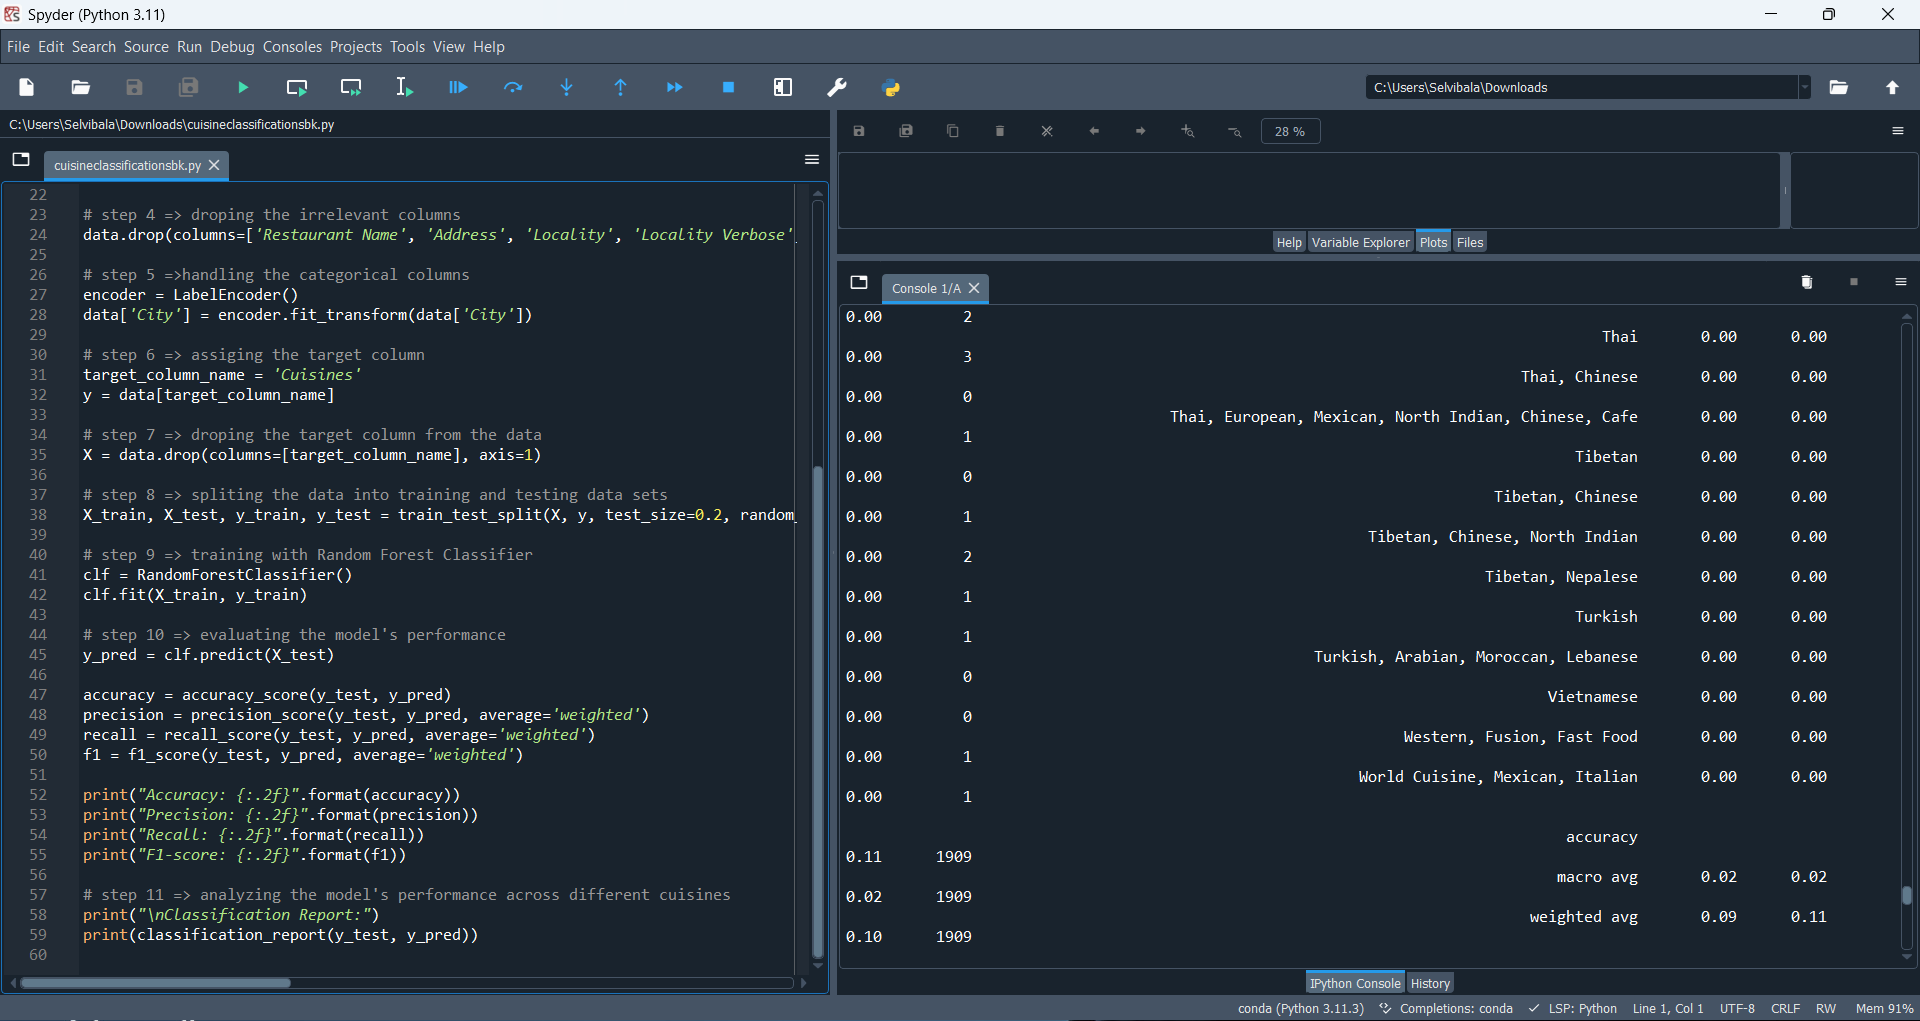 Spyder (Python 3.11)
File Edit Search Source Run Debug Consoles Projects Tools View Help
C:\Users\Selvibala\Downloads
C:\Users\Selvibala\Downloads\cuisineclassificationsbk.py
cuisineclassificationsbk.py
22
23 # step 4 => droping the irrelevant columns
24 data.drop(columns=['Restaurant Name', 'Address', 'Locality', 'Locality Verbose'
25
26 # step 5 =>handling the categorical columns
27 encoder = LabelEncoder()
28 data['City'] = encoder.fit_transform(data['City'])
29
30 # step 6 => assiging the target column
31 target_column_name = 'Cuisines'
32 y = data[target_column_name]
33
34 # step 7 => droping the target column from the data
35 X = data.drop(columns=[target_column_name], axis=1)
36
37 # step 8 => spliting the data into training and testing data sets
38 X_train, X_test, y_train, y_test = train_test_split(X, y, test_size=0.2, random_
39
40 # step 9 => training with Random Forest Classifier
41 clf = RandomForestClassifier()
42 clf.fit(X_train, y_train)
43
44 # step 10 => evaluating the model's performance
45 y_pred = clf.predict(X_test)
46
47 accuracy = accuracy_score(y_test, y_pred)
48 precision = precision_score(y_test, y_pred, average='weighted')
49 recall = recall_score(y_test, y_pred, average='weighted')
50 f1 = f1_score(y_test, y_pred, average='weighted')
51
52 print("Accuracy: {:.2f}".format(accuracy))
53 print("Precision: {:.2f}".format(precision))
54 print("Recall: {:.2f}".format(recall))
55 print("F1-score: {:.2f}".format(f1))
56
57 # step 11 => analyzing the model's performance across different cuisines
58 print("\nClassification Report:")
59 print(classification_report(y_test, y_pred))
60
28 %
Help Variable Explorer Plots Files
Console 1/A
0.00 2
Thai 0.00 0.00
0.00 3
Thai, Chinese 0.00 0.00
0.00 0
Thai, European, Mexican, North Indian, Chinese, Cafe 0.00 0.00
0.00 1
Tibetan 0.00 0.00
0.00 0
Tibetan, Chinese 0.00 0.00
0.00 1
Tibetan, Chinese, North Indian 0.00 0.00
0.00 2
Tibetan, Nepalese 0.00 0.00
0.00 1
Turkish 0.00 0.00
0.00 1
Turkish, Arabian, Moroccan, Lebanese 0.00 0.00
0.00 0
Vietnamese 0.00 0.00
0.00 0
Western, Fusion, Fast Food 0.00 0.00
0.00 1
World Cuisine, Mexican, Italian 0.00 0.00
0.00 1
accuracy
0.11 1909
macro avg 0.02 0.02
0.02 1909
weighted avg 0.09 0.11
0.10 1909
IPython Console History
conda (Python 3.11.3) Completions: conda LSP: Python Line 1, Col 1 UTF-8 CRLF RW Mem 91%